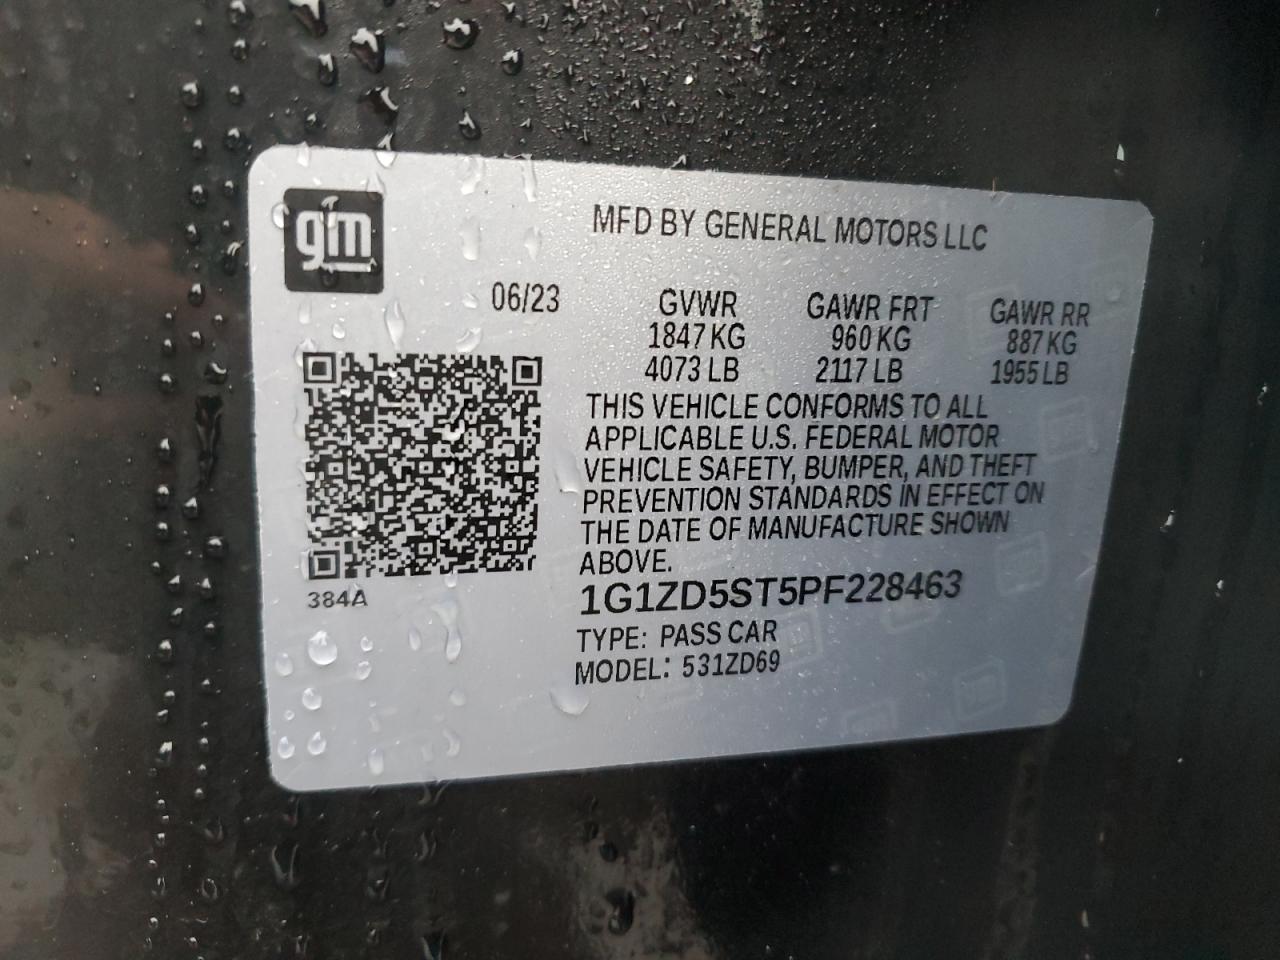 gm
MFD BY GENERAL MOTORS LLC
06/23
GVWR GAWR FRT GAWR RR
1847 KG 960 KG 887 KG
4073 LB 2117 LB 1955 LB
THIS VEHICLE CONFORMS TO ALL
APPLICABLE U.S. FEDERAL MOTOR
VEHICLE SAFETY, BUMPER, AND THEFT
PREVENTION STANDARDS IN EFFECT ON
THE DATE OF MANUFACTURE SHOWN
ABOVE.
384A
1G1ZD5ST5PF228463
TYPE: PASS CAR
MODEL: 531ZD69